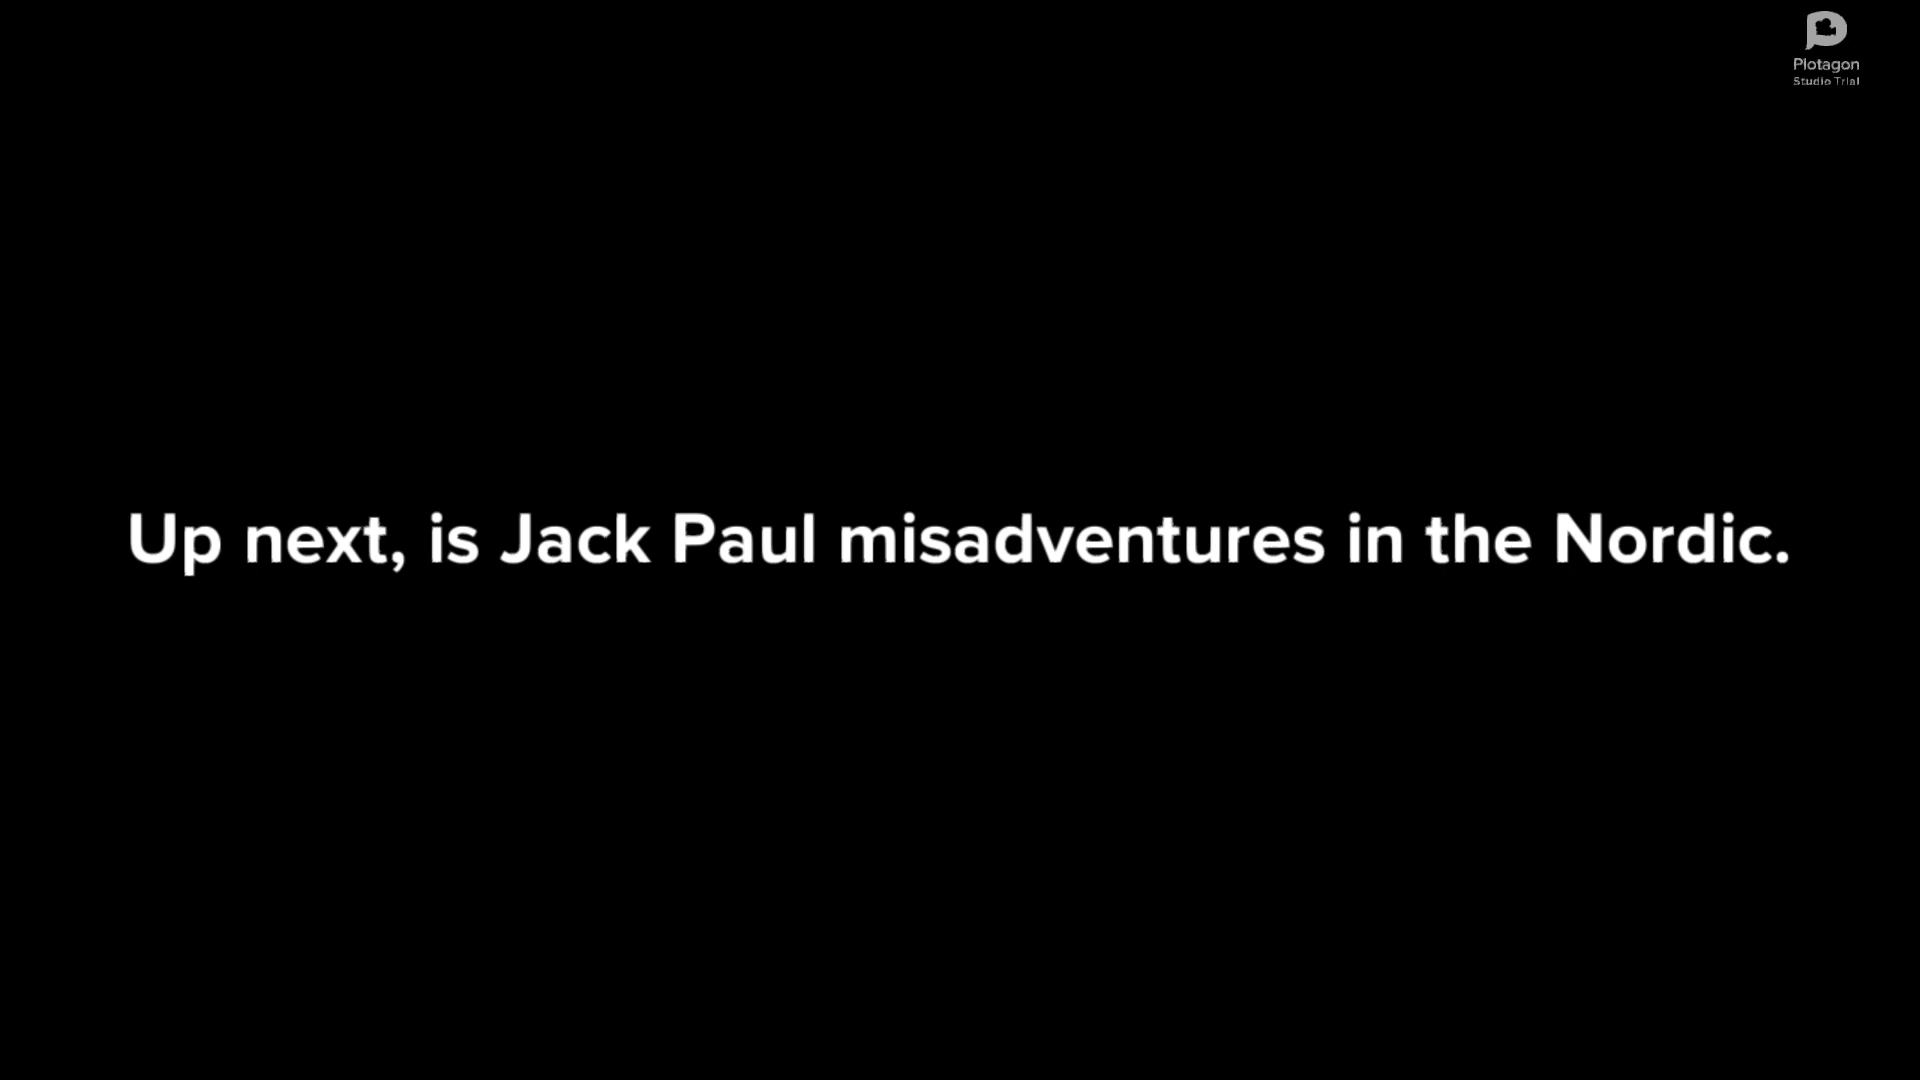 Plotagon
Studio Trial
Up next, is Jack Paul misadventures in the Nordic.